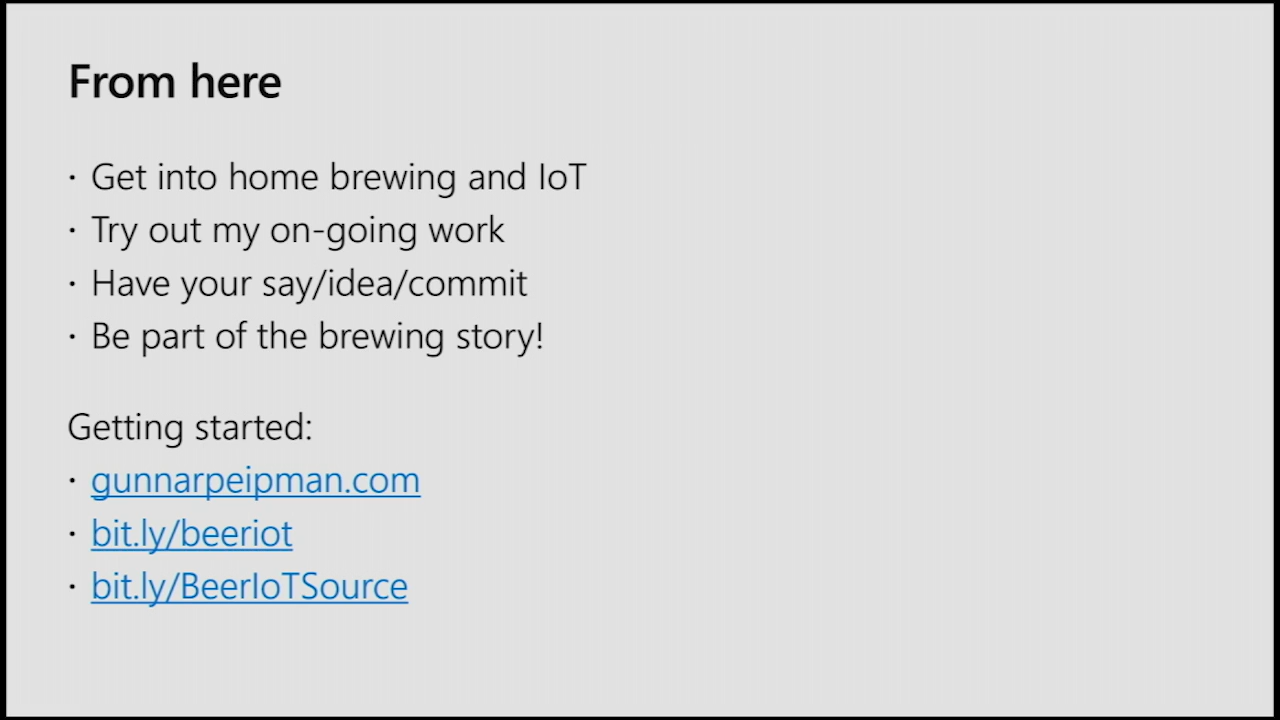 From here
· Get into home brewing and IoT
· Try out my on-going work
· Have your say/idea/commit
· Be part of the brewing story!
Getting started:
· gunnarpeipman.com
· bit.ly/beeriot
· bit.ly/BeerIoTSource